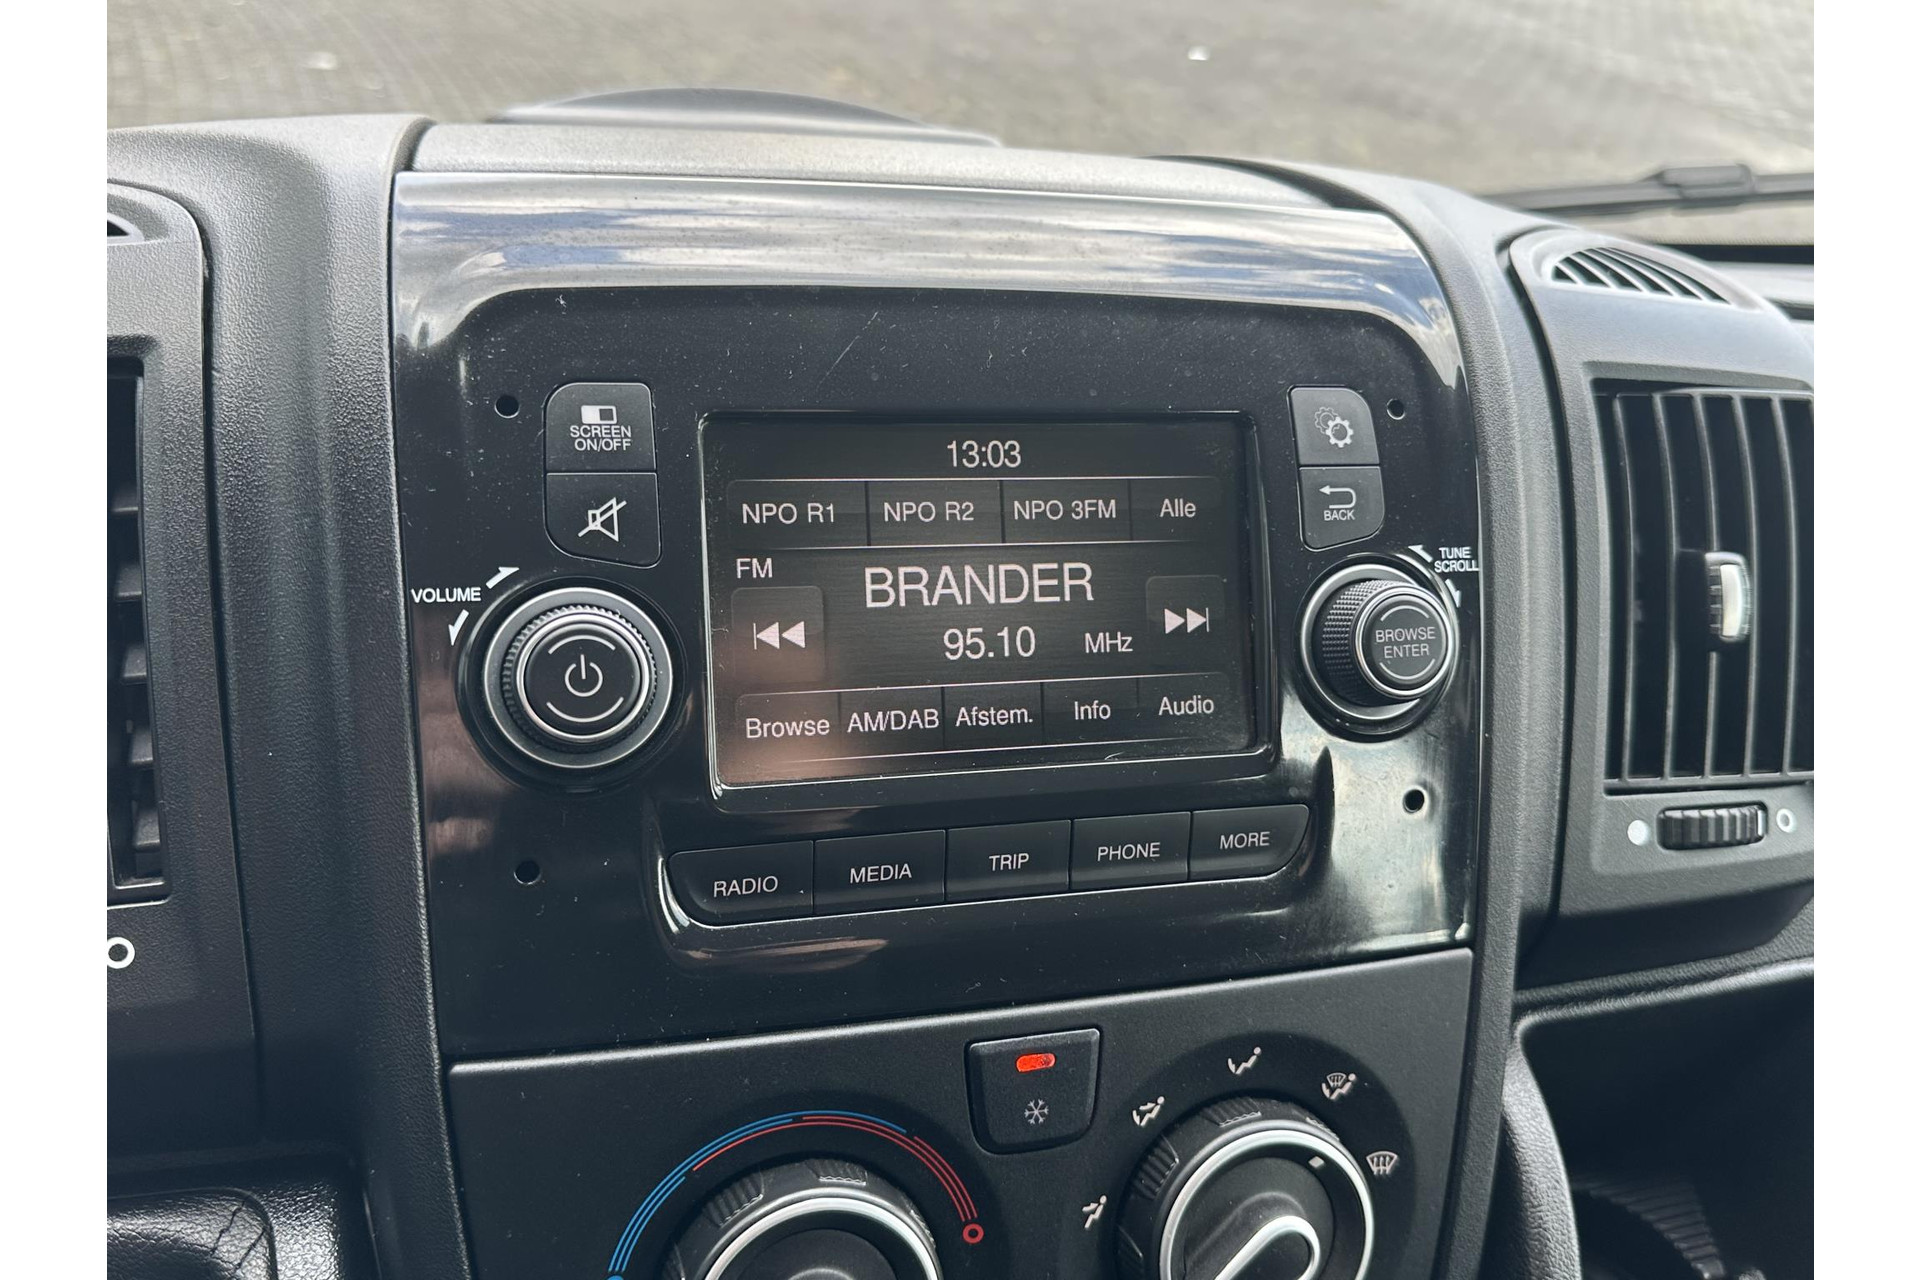 SCREEN
ON/OFF
VOLUME
13:03
NPO R1 NPO R2 NPO 3FM Alle
FM
BRANDER
95.10 MHz
Browse AM/DAB Afstem. Info Audio
BACK
TUNE
SCROLL
BROWSE
ENTER
RADIO MEDIA TRIP PHONE MORE